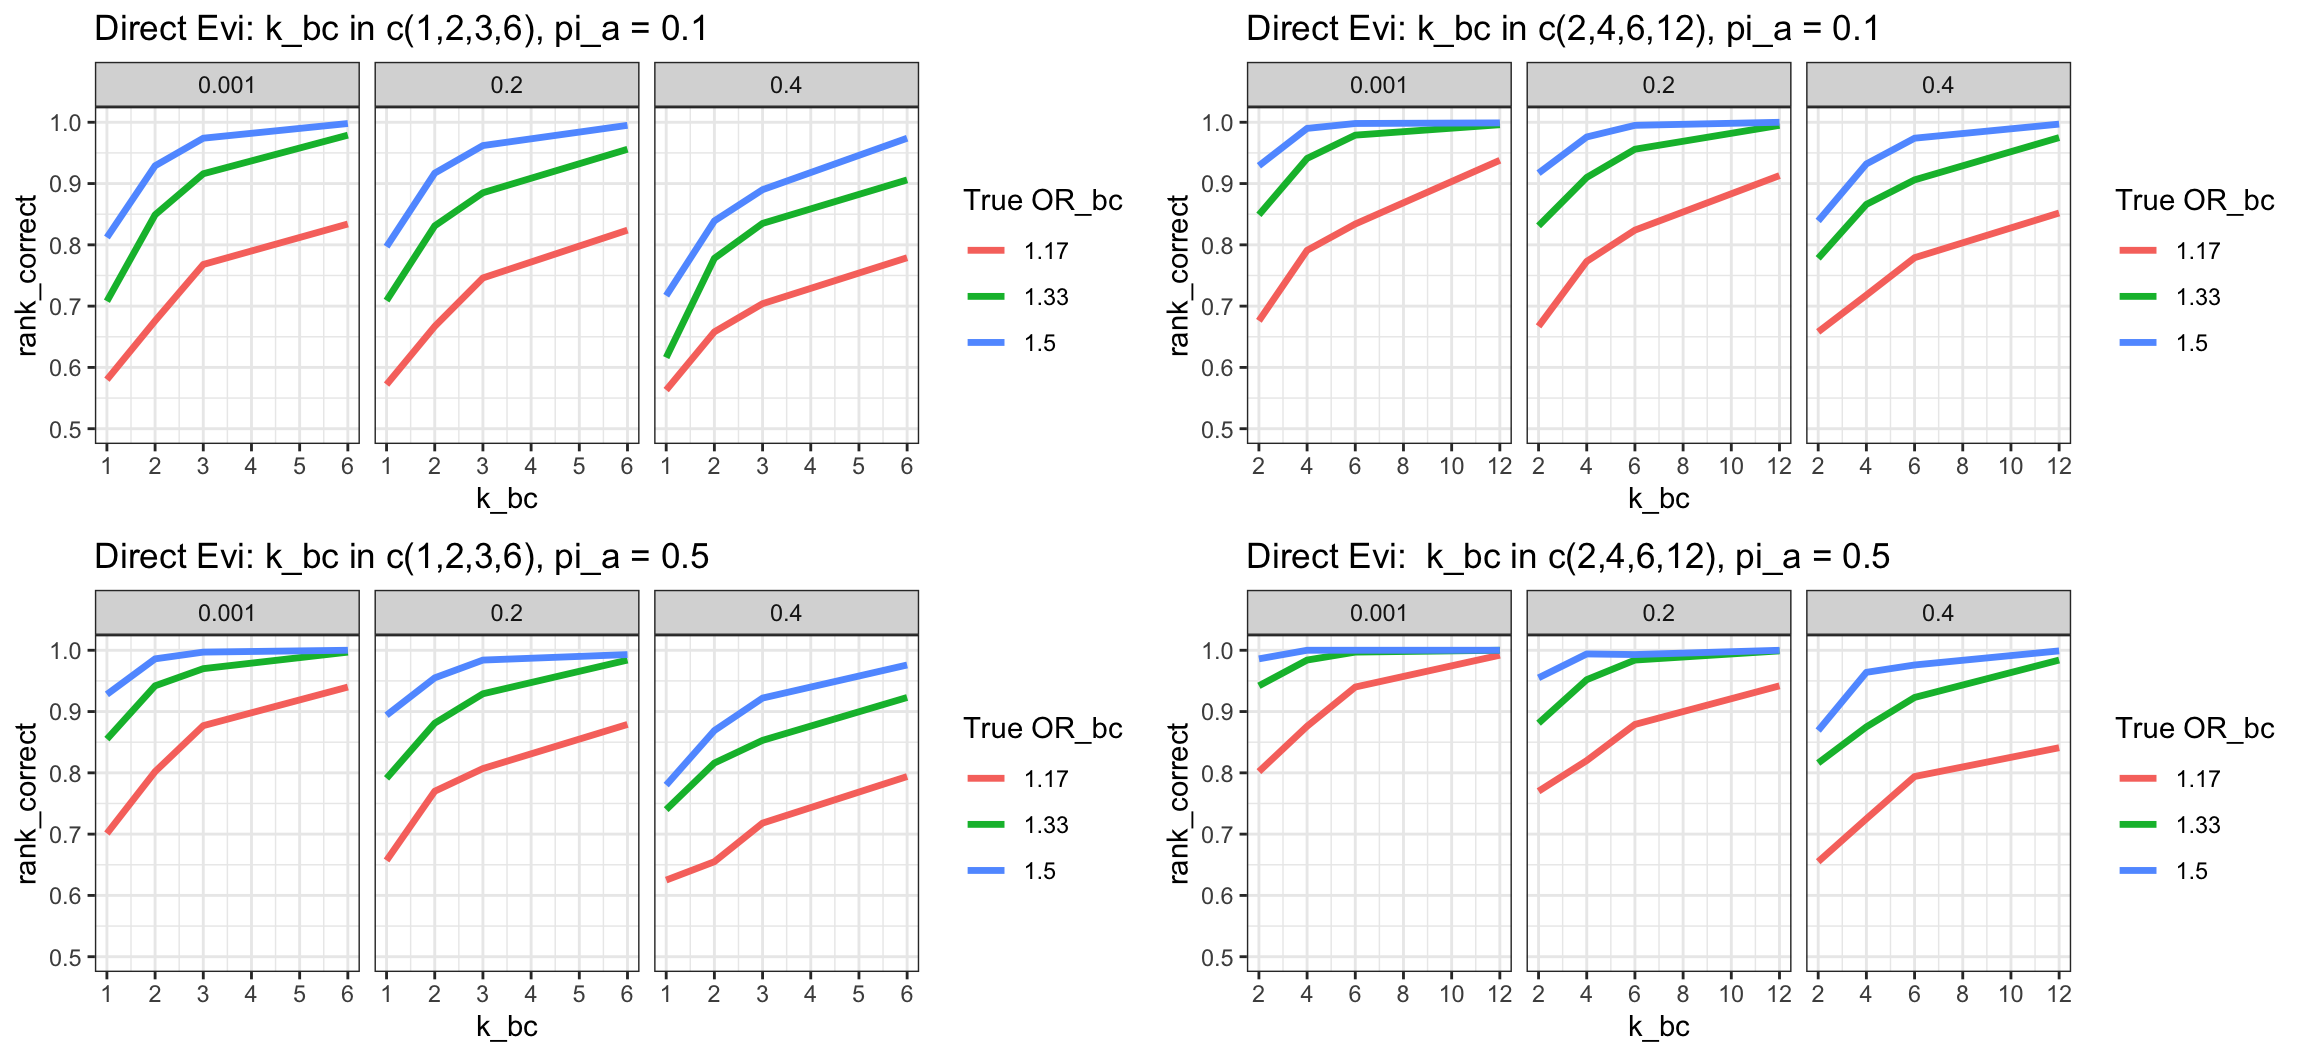 Direct Evi: k_bc in c(1,2,3,6), pi_a = 0.1
0.001 0.2 0.4
1.0
0.9
0.8
0.7
0.6
0.5
rank_correct
1 2 3 4 5 6 1 2 3 4 5 6 1 2 3 4 5 6
k_bc
True OR_bc
1.17
1.33
1.5
Direct Evi: k_bc in c(2,4,6,12), pi_a = 0.1
0.001 0.2 0.4
1.0
0.9
0.8
0.7
0.6
0.5
rank_correct
2 4 6 8 10 12 2 4 6 8 10 12 2 4 6 8 10 12
k_bc
True OR_bc
1.17
1.33
1.5
Direct Evi: k_bc in c(1,2,3,6), pi_a = 0.5
0.001 0.2 0.4
1.0
0.9
0.8
0.7
0.6
0.5
rank_correct
1 2 3 4 5 6 1 2 3 4 5 6 1 2 3 4 5 6
k_bc
True OR_bc
1.17
1.33
1.5
Direct Evi:  k_bc in c(2,4,6,12), pi_a = 0.5
0.001 0.2 0.4
1.0
0.9
0.8
0.7
0.6
0.5
rank_correct
2 4 6 8 10 12 2 4 6 8 10 12 2 4 6 8 10 12
k_bc
True OR_bc
1.17
1.33
1.5